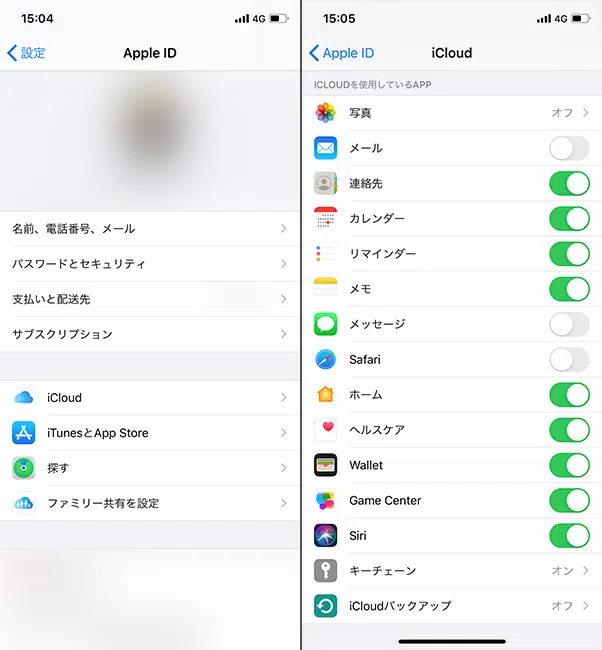 15:04
4G
設定
Apple ID
名前、電話番号、メール
パスワードとセキュリティ
支払いと配送先
サブスクリプション
iCloud
iTunesとApp Store
探す
ファミリー共有を設定
15:05
4G
Apple ID
iCloud
ICLOUDを使用しているAPP
写真 オフ
メール
連絡先
カレンダー
リマインダー
メモ
メッセージ
Safari
ホーム
ヘルスケア
Wallet
Game Center
Siri
キーチェーン オン
iCloudバックアップ オフ